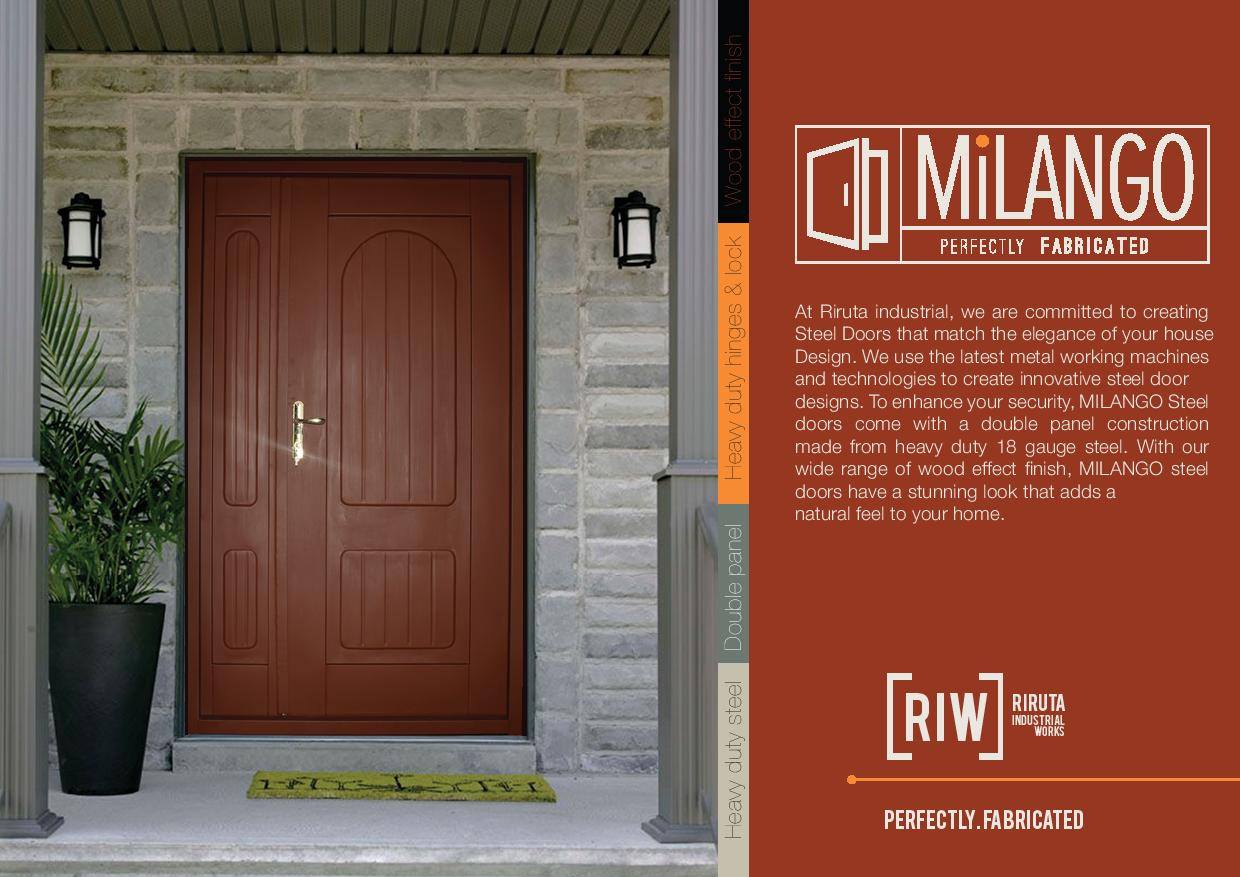 Wood effect finish
Heavy duty hinges & lock
Double panel
Heavy duty steel
MiLANGO
PERFECTLY FABRICATED
At Riruta industrial, we are committed to creating
Steel Doors that match the elegance of your house
Design. We use the latest metal working machines
and technologies to create innovative steel door
designs. To enhance your security, MILANGO Steel
doors come with a double panel construction
made from heavy duty 18 gauge steel. With our
wide range of wood effect finish, MILANGO steel
doors have a stunning look that adds a
natural feel to your home.
[RIW]
RIRUTA
INDUSTRIAL
WORKS
PERFECTLY.FABRICATED